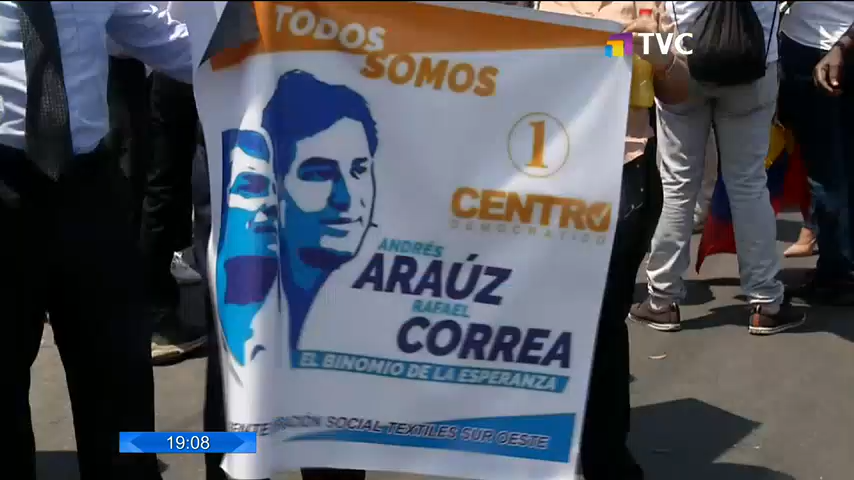 TVC
TODOS
SOMOS
1
CENTRO
DEMOCRÁTICO
ANDRÉS
ARAÚZ
RAFAEL
CORREA
EL BINOMIO DE LA ESPERANZA
SOCIAL TEXTILES SUR OESTE
19:08